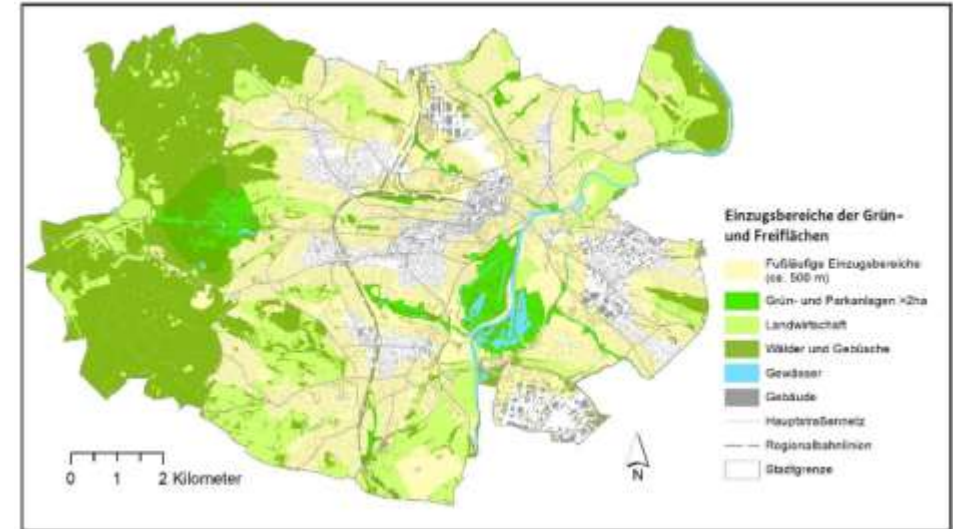 Einzugsbereiche der Grün-
und Freiflächen
Fußläufige Einzugsbereiche
(ca. 500 m)
Grün- und Parkanlagen >2ha
Landwirtschaft
Wälder und Gebüsche
Gewässer
Gebäude
Hauptstraßennetz
Regionalbahnlinien
Stadtgrenze
0 1 2 Kilometer
N